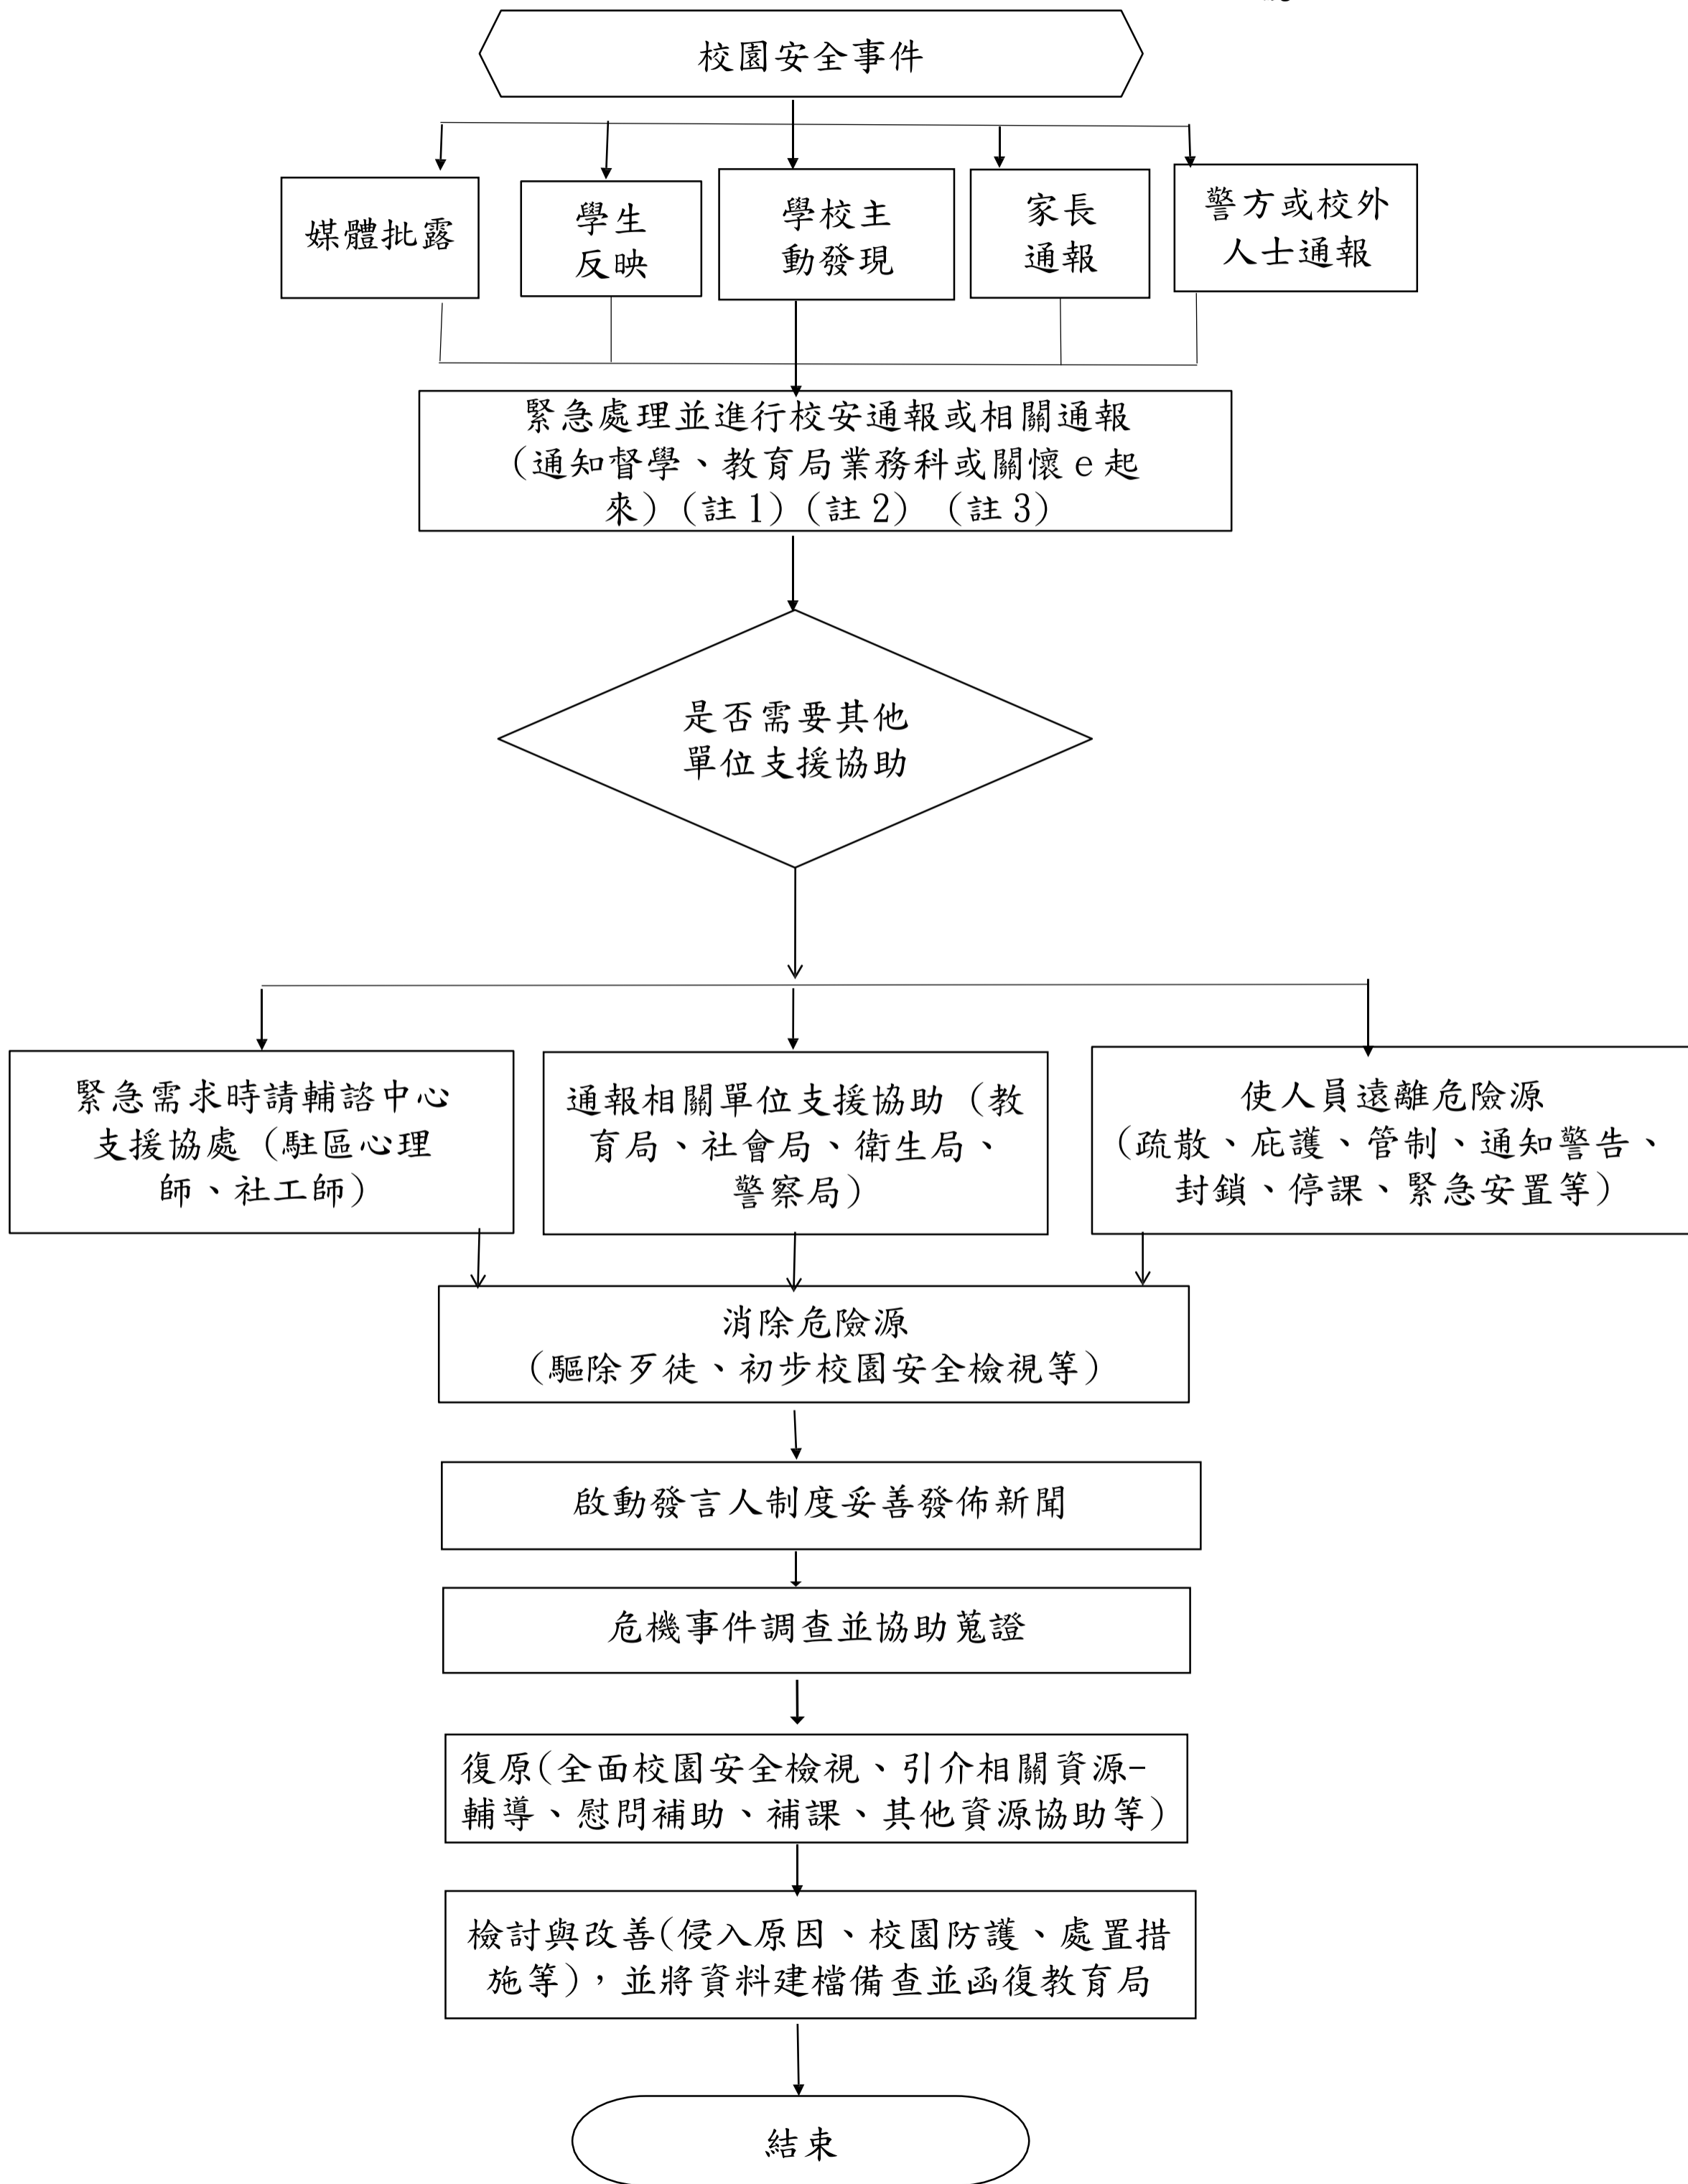 校園安全事件
媒體批露
學生
反映
學校主
動發現
家長
通報
警方或校外
人士通報
緊急處理並進行校安通報或相關通報
（通知督學、教育局業務科或關懷 e 起
來）（註 1）（註 2） （註 3）
是否需要其他
單位支援協助
緊急需求時請輔諮中心
支援協處（駐區心理
師、社工師）
通報相關單位支援協助（教
育局、社會局、衛生局、
警察局）
使人員遠離危險源
（疏散、庇護、管制、通知警告、
封鎖、停課、緊急安置等）
消除危險源
（驅除歹徒、初步校園安全檢視等）
啟動發言人制度妥善發佈新聞
危機事件調查並協助蒐證
復原(全面校園安全檢視、引介相關資源-
輔導、慰問補助、補課、其他資源協助等)
檢討與改善(侵入原因、校園防護、處置措
施等)，並將資料建檔備查並函復教育局
結束